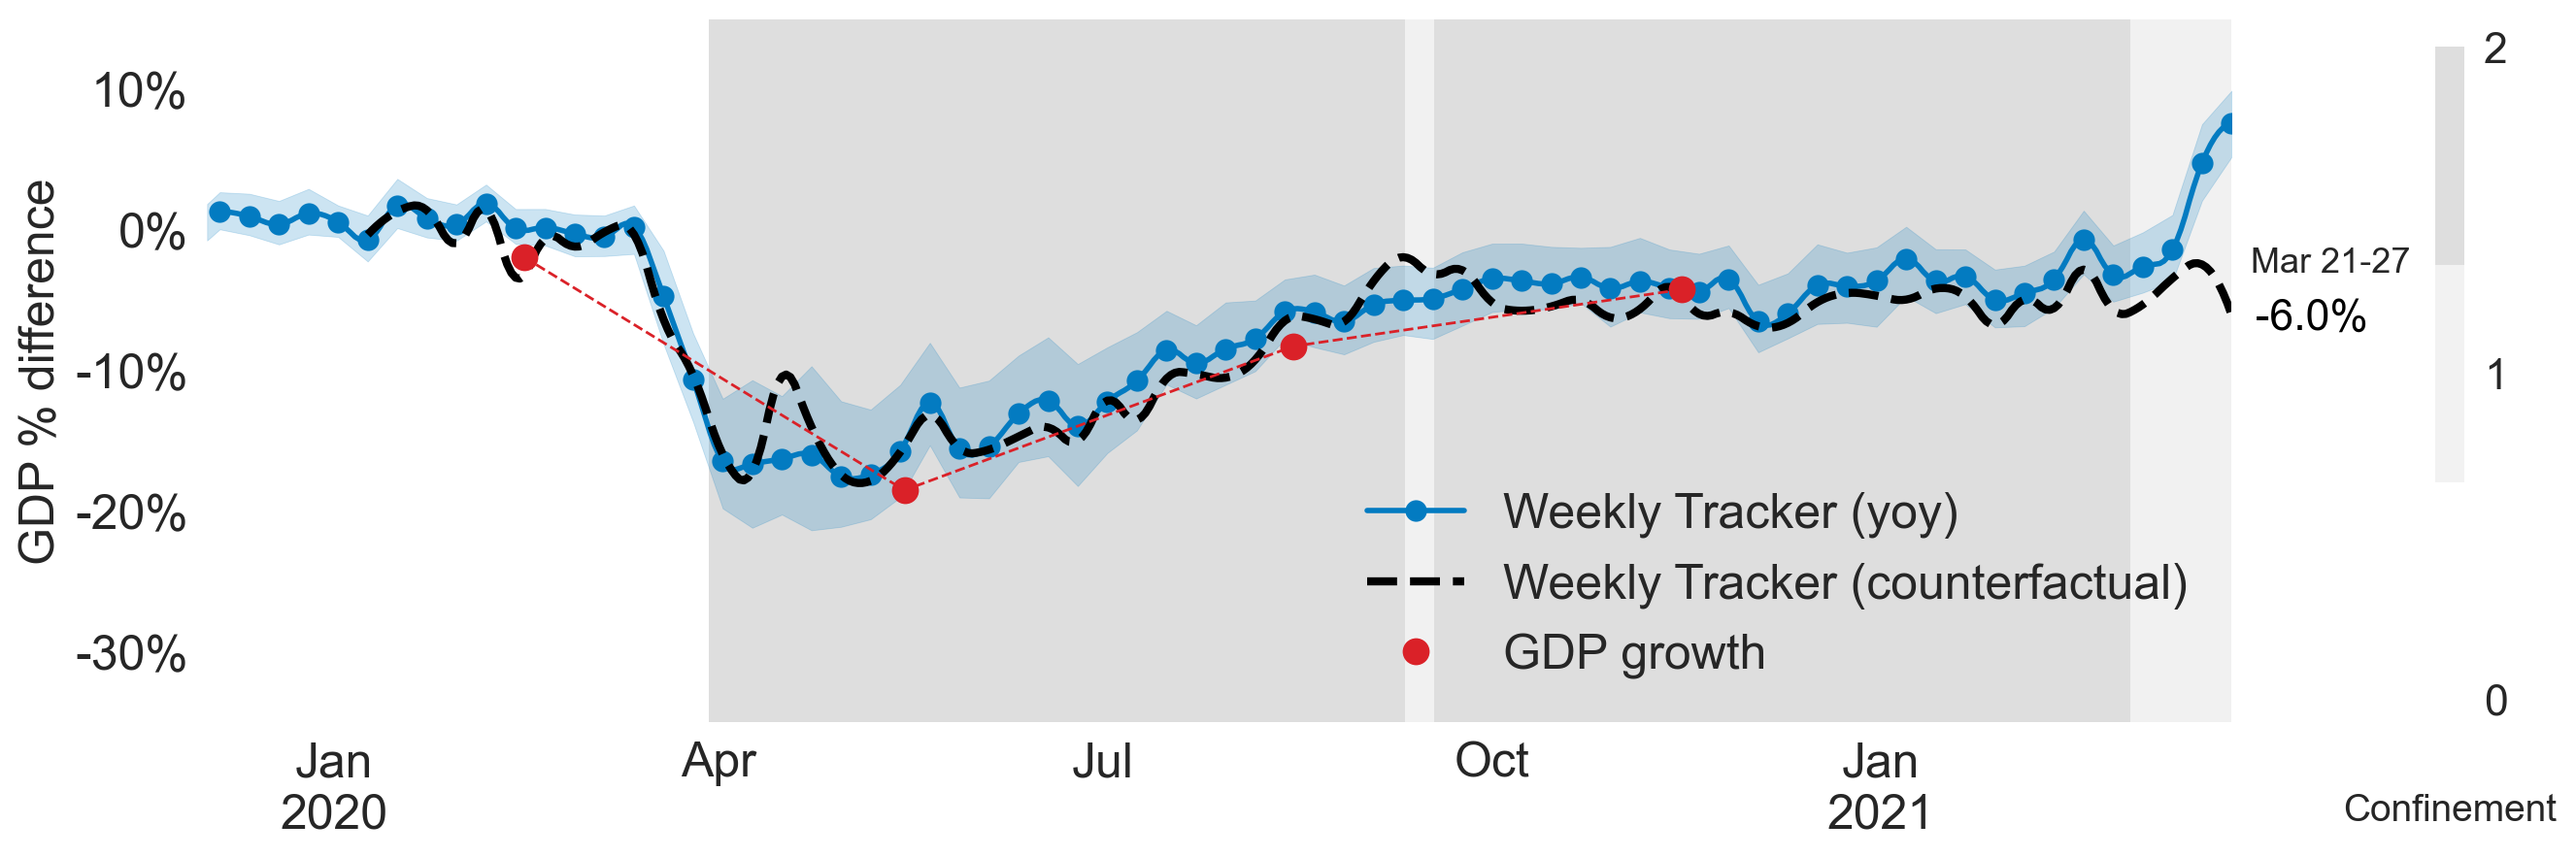 GDP % difference
10%
0%
-10%
-20%
-30%
Jan
2020
Apr
Jul
Oct
Jan
2021
Weekly Tracker (yoy)
Weekly Tracker (counterfactual)
GDP growth
Mar 21-27
-6.0%
2
1
0
Confinement